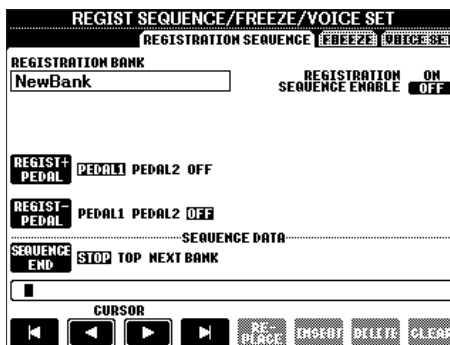 REGIST SEQUENCE/FREEZE/VOICE SET
REGISTRATION SEQUENCE FREEZE VOICE SE
REGISTRATION BANK
NewBank
REGISTRATION ON
SEQUENCE ENABLE OFF
REGIST+
PEDAL PEDAL1 PEDAL2 OFF
REGIST-
PEDAL PEDAL1 PEDAL2 OFF
SEQUENCE DATA
SEQUENCE
END STOP TOP NEXT BANK
CURSOR
RE-
PLACE INSERT DELETE CLEAR